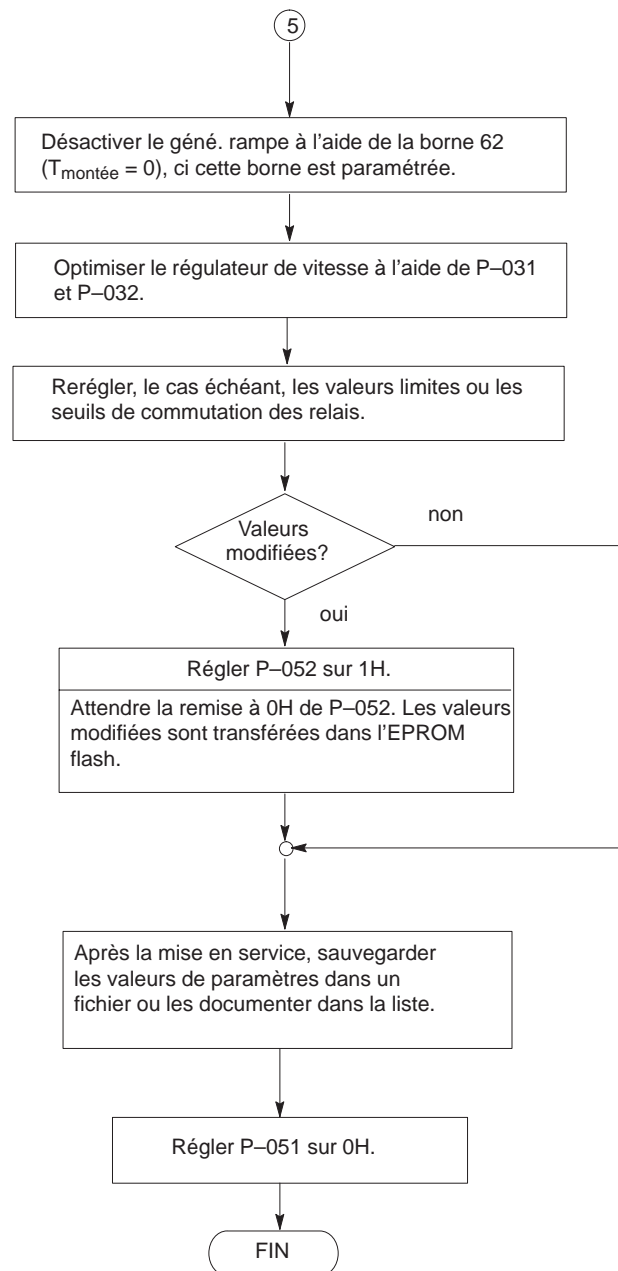 5
Désactiver le géné. rampe à l'aide de la borne 62
(Tmontée = 0), ci cette borne est paramétrée.
Optimiser le régulateur de vitesse à l'aide de P–031
et P–032.
Rerégler, le cas échéant, les valeurs limites ou les
seuils de commutation des relais.
Valeurs
modifiées?
non
oui
Régler P–052 sur 1H.
Attendre la remise à 0H de P–052. Les valeurs
modifiées sont transférées dans l'EPROM
flash.
Après la mise en service, sauvegarder
les valeurs de paramètres dans un
fichier ou les documenter dans la liste.
Régler P–051 sur 0H.
FIN